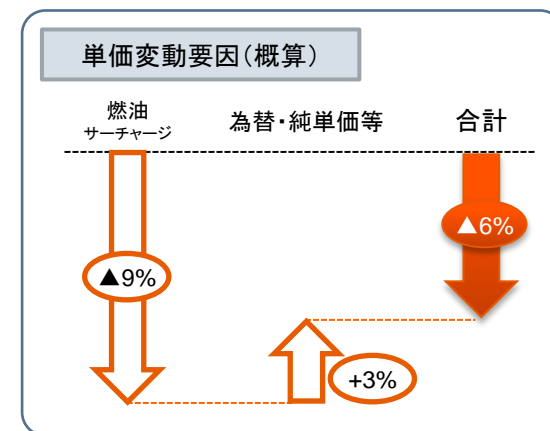 単価変動要因（概算）
燃油
サーチャージ
為替・純単価等
合計
▲6%
▲9%
+3%